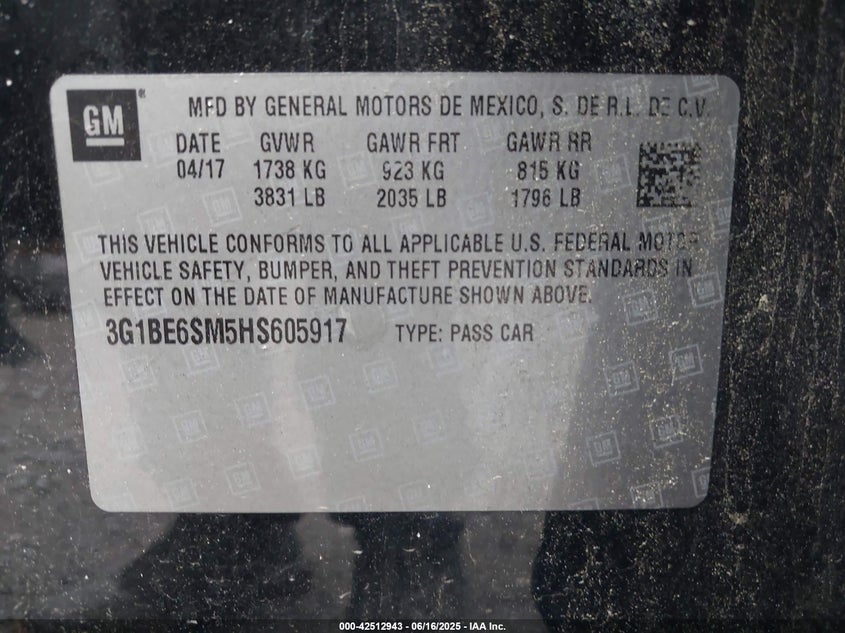 GM ®
MFD BY GENERAL MOTORS DE MEXICO, S. DE R.L. DE C.V.
DATE GVWR GAWR FRT GAWR RR
04/17 1738 KG 923 KG 815 KG
3831 LB 2035 LB 1796 LB
THIS VEHICLE CONFORMS TO ALL APPLICABLE U.S. FEDERAL MOTOR
VEHICLE SAFETY, BUMPER, AND THEFT PREVENTION STANDARDS IN
EFFECT ON THE DATE OF MANUFACTURE SHOWN ABOVE.
3G1BE6SM5HS605917 TYPE: PASS CAR
000-42512943 - 06/16/2025 - IAA Inc.